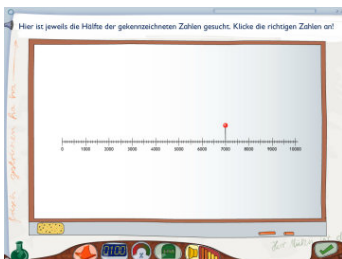 Hier ist jeweils die Hälfte der gekennzeichneten Zahlen gesucht. Klicke die richtigen Zahlen an!
0 1000 2000 3000 4000 5000 6000 7000 8000 9000 10000